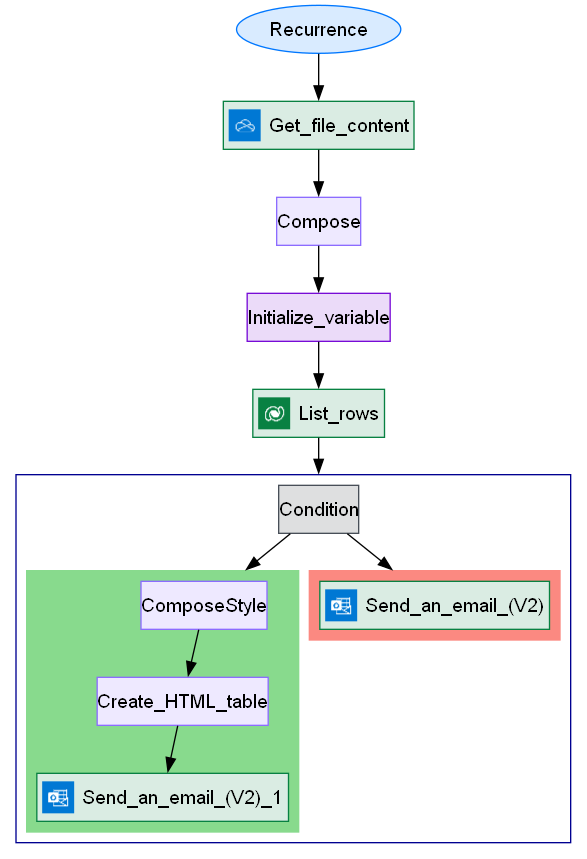 Recurrence
Get_file_content
Compose
Initialize_variable
List_rows
Condition
ComposeStyle
Send_an_email_(V2)
Create_HTML_table
Send_an_email_(V2)_1